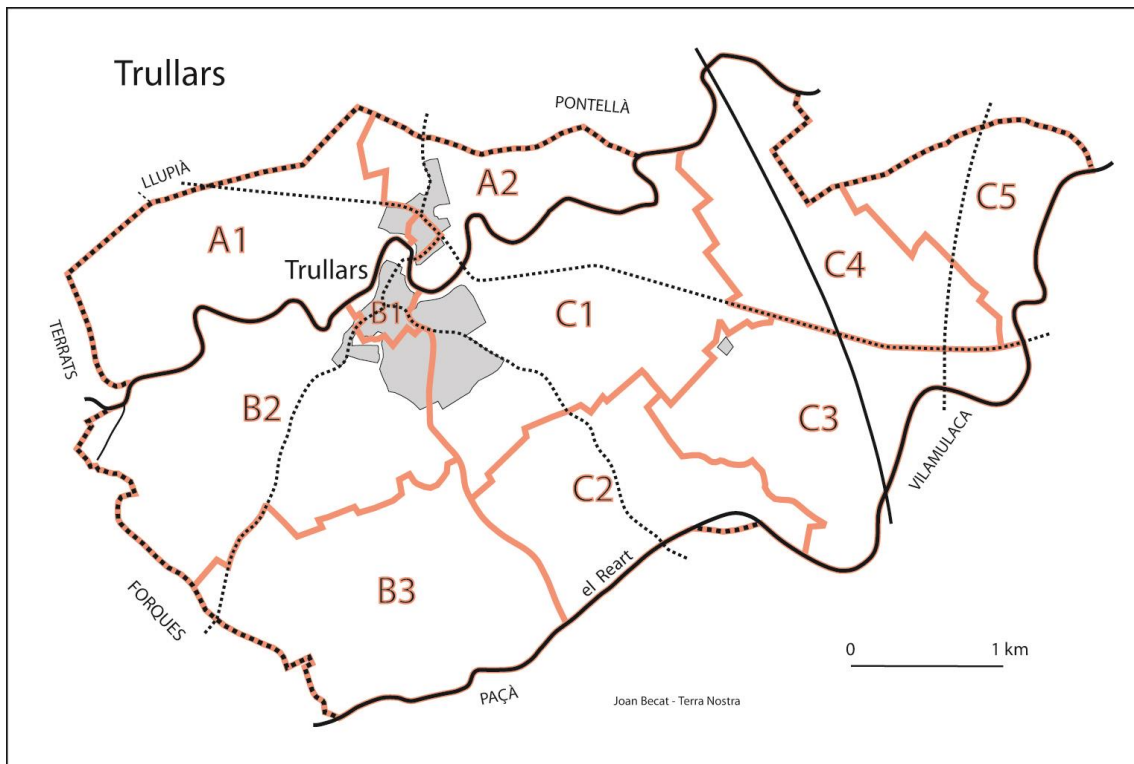 Trullars
PONTELLÀ
LLUPIÀ
A2
C5
A1
C4
Trullars
B1
C1
TERRATS
B2
C3
VILAMULACA
C2
el Reart
B3
FORQUES
0 1 km
PAÇÀ
Joan Becat - Terra Nostra